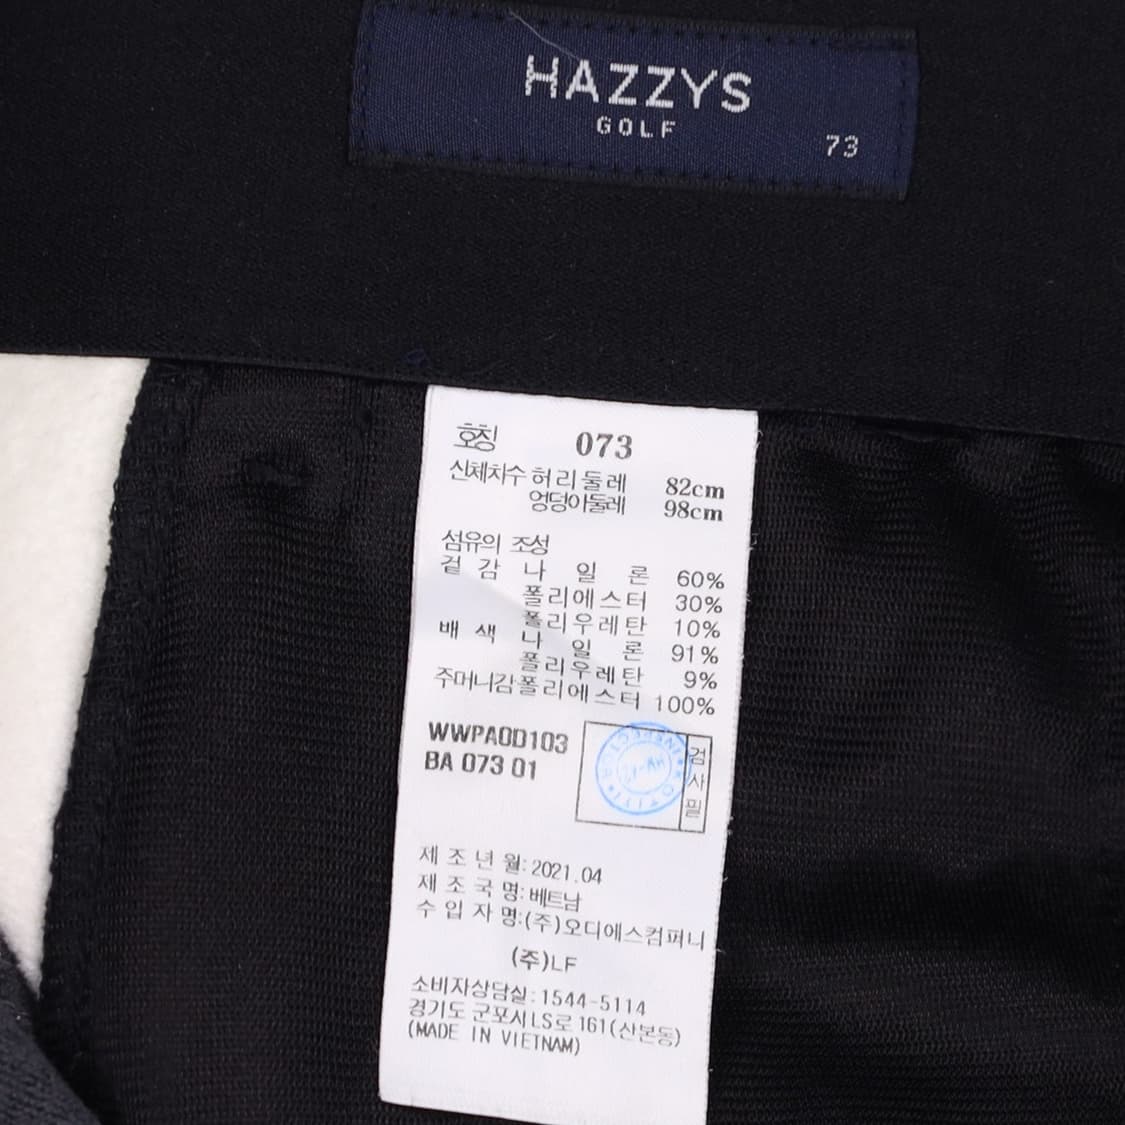 HAZZYS
GOLF
73
호칭 073
신체치수 허리둘레 82cm
엉덩이둘레 98cm
섬유의 조성
겉감 나일론 60%
폴리에스터 30%
폴리우레탄 10%
배색 나일론 91%
폴리우레탄 9%
주머니감 폴리에스터 100%
WWPA0D103
BA 073 01
검사필
제조년월: 2021.04
제조국명: 베트남
수입자명: (주)오디에스컴퍼니
(주)LF
소비자상담실: 1544-5114
경기도 군포시 LS로 161(산본동)
(MADE IN VIETNAM)